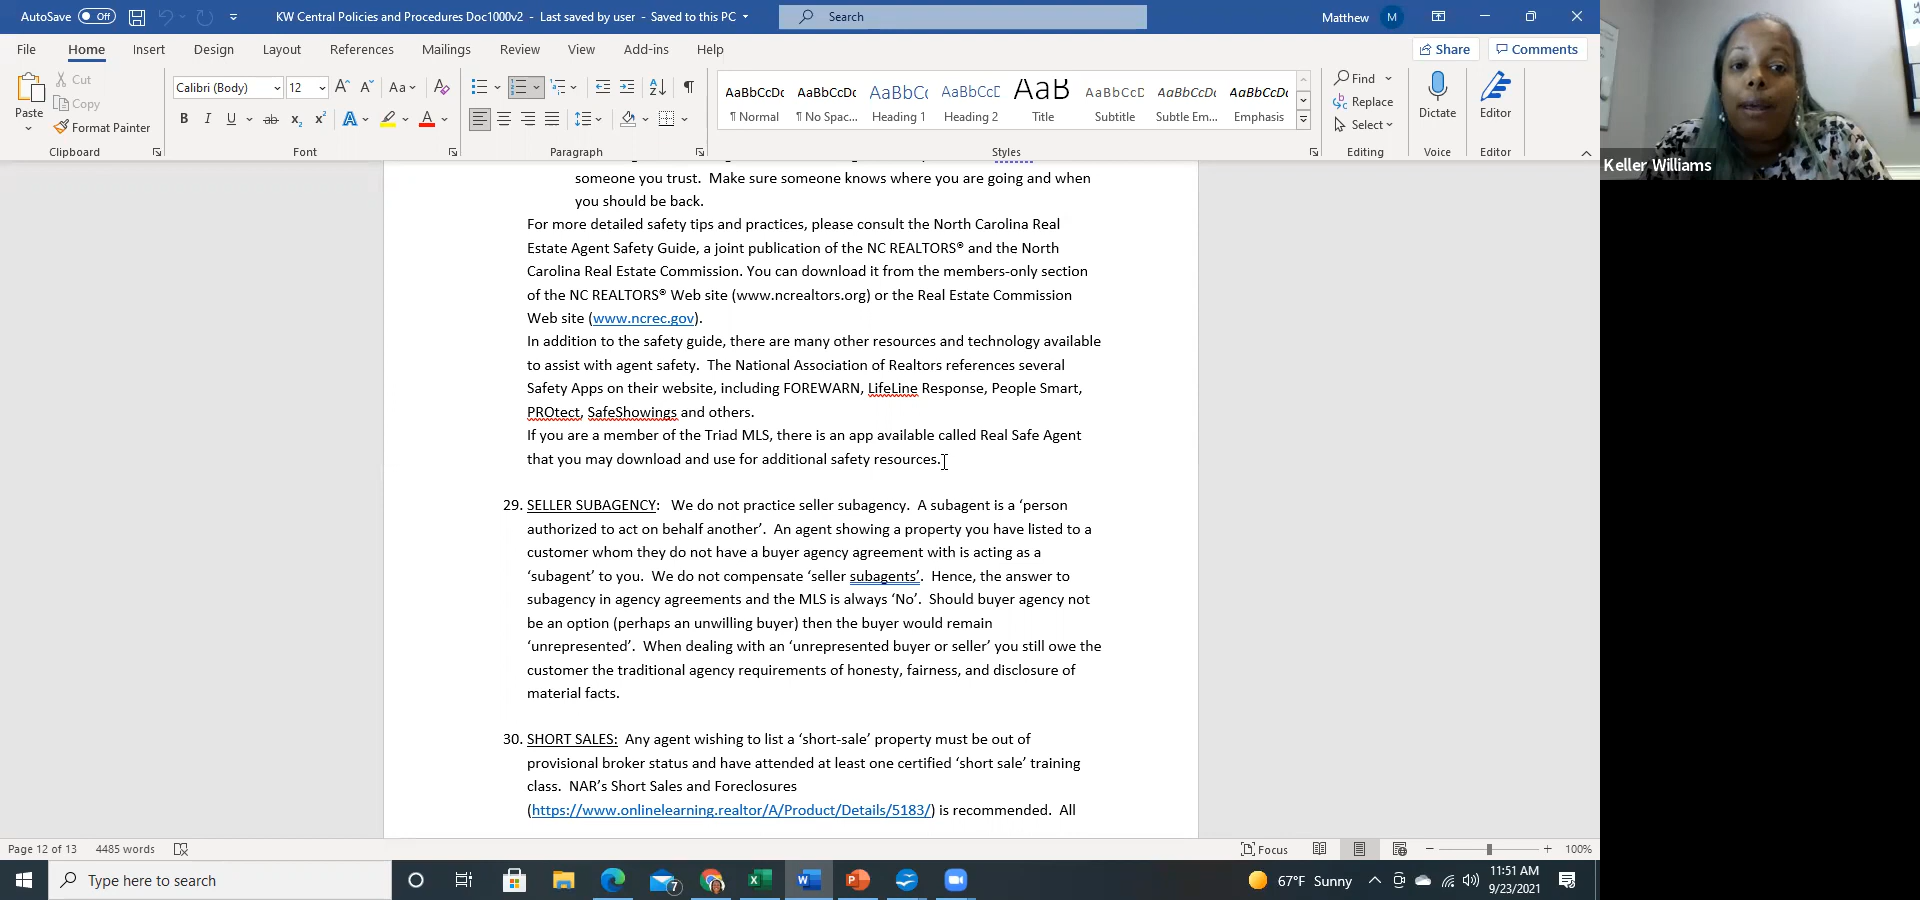 AutoSave Off KW Central Policies and Procedures Doc1000v2 - Last saved by user - Saved to this PC Search Matthew M
File Home Insert Design Layout References Mailings Review View Add-ins Help Share Comments
Paste Cut Copy Format Painter
Calibri (Body) 12 Aa
B I U ab x₂ x² A A
AaBbCcDc AaBbCcDc AaBbCc AaBbCcD AaB AaBbCcD AaBbCcDc AaBbCcDc
¶ Normal ¶ No Spac... Heading 1 Heading 2 Title Subtitle Subtle Em... Emphasis
Find Replace Select Dictate Editor
Clipboard Font Paragraph Styles Editing Voice Editor
Keller Williams
someone you trust. Make sure someone knows where you are going and when
you should be back.
For more detailed safety tips and practices, please consult the North Carolina Real
Estate Agent Safety Guide, a joint publication of the NC REALTORS® and the North
Carolina Real Estate Commission. You can download it from the members-only section
of the NC REALTORS® Web site (www.ncrealtors.org) or the Real Estate Commission
Web site (www.ncrec.gov).
In addition to the safety guide, there are many other resources and technology available
to assist with agent safety. The National Association of Realtors references several
Safety Apps on their website, including FOREWARN, LifeLine Response, People Smart,
PROtect, SafeShowings and others.
If you are a member of the Triad MLS, there is an app available called Real Safe Agent
that you may download and use for additional safety resources.
29. SELLER SUBAGENCY: We do not practice seller subagency. A subagent is a ‘person
authorized to act on behalf another’. An agent showing a property you have listed to a
customer whom they do not have a buyer agency agreement with is acting as a
‘subagent’ to you. We do not compensate ‘seller subagents’. Hence, the answer to
subagency in agency agreements and the MLS is always ‘No’. Should buyer agency not
be an option (perhaps an unwilling buyer) then the buyer would remain
‘unrepresented’. When dealing with an ‘unrepresented buyer or seller’ you still owe the
customer the traditional agency requirements of honesty, fairness, and disclosure of
material facts.
30. SHORT SALES: Any agent wishing to list a ‘short-sale’ property must be out of
provisional broker status and have attended at least one certified ‘short sale’ training
class. NAR’s Short Sales and Foreclosures
(https://www.onlinelearning.realtor/A/Product/Details/5183/) is recommended. All
Page 12 of 13 4485 words Focus 100%
Type here to search 7 67°F Sunny 11:51 AM
9/23/2021